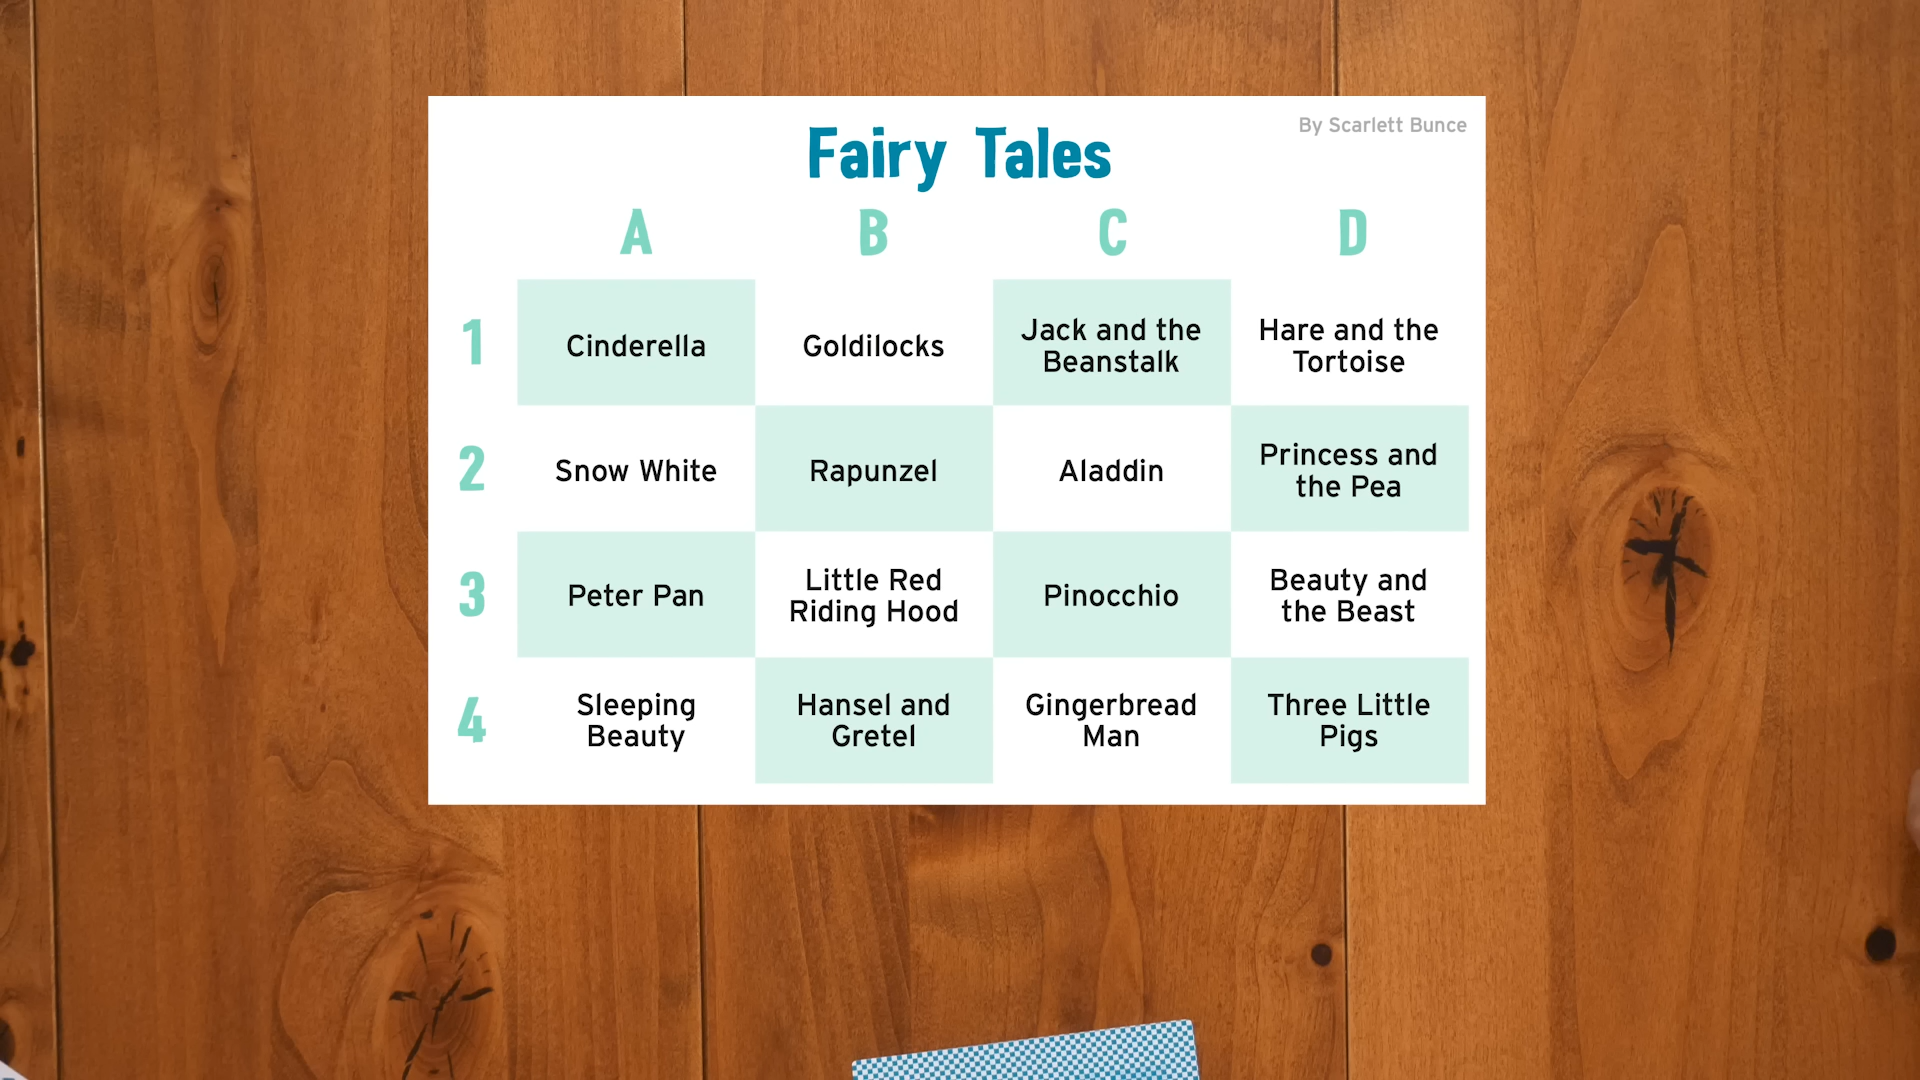 By Scarlett Bunce
Fairy Tales
A B C D
1 Cinderella Goldilocks Jack and the Beanstalk Hare and the Tortoise
2 Snow White Rapunzel Aladdin Princess and the Pea
3 Peter Pan Little Red Riding Hood Pinocchio Beauty and the Beast
4 Sleeping Beauty Hansel and Gretel Gingerbread Man Three Little Pigs